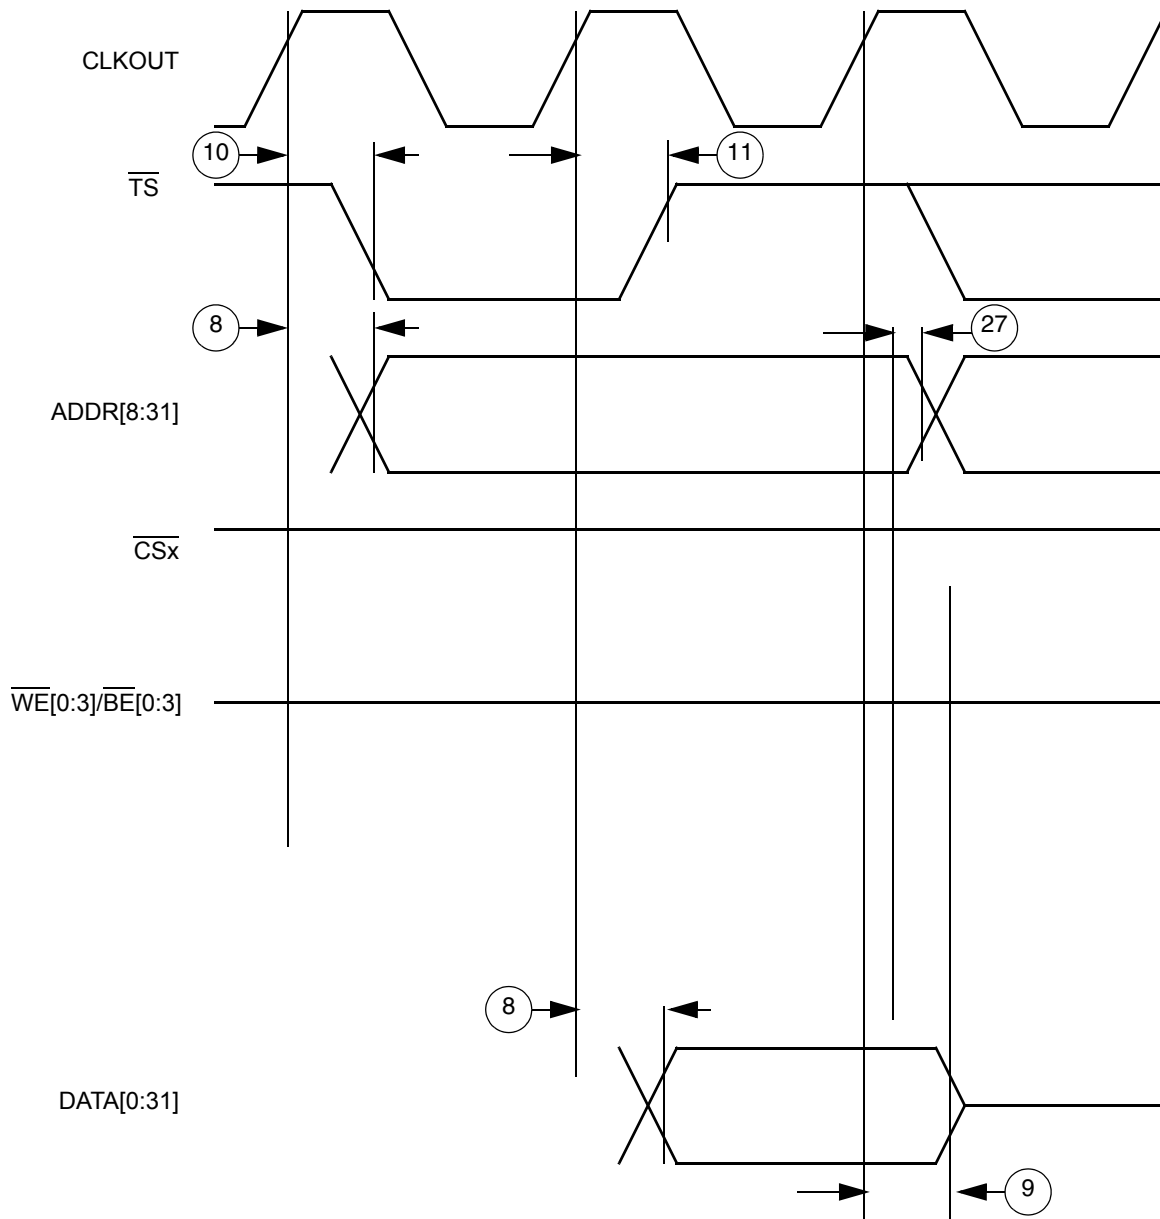 CLKOUT
10
11
TS
8
27
ADDR[8:31]
CSx
WE[0:3]/BE[0:3]
8
DATA[0:31]
9